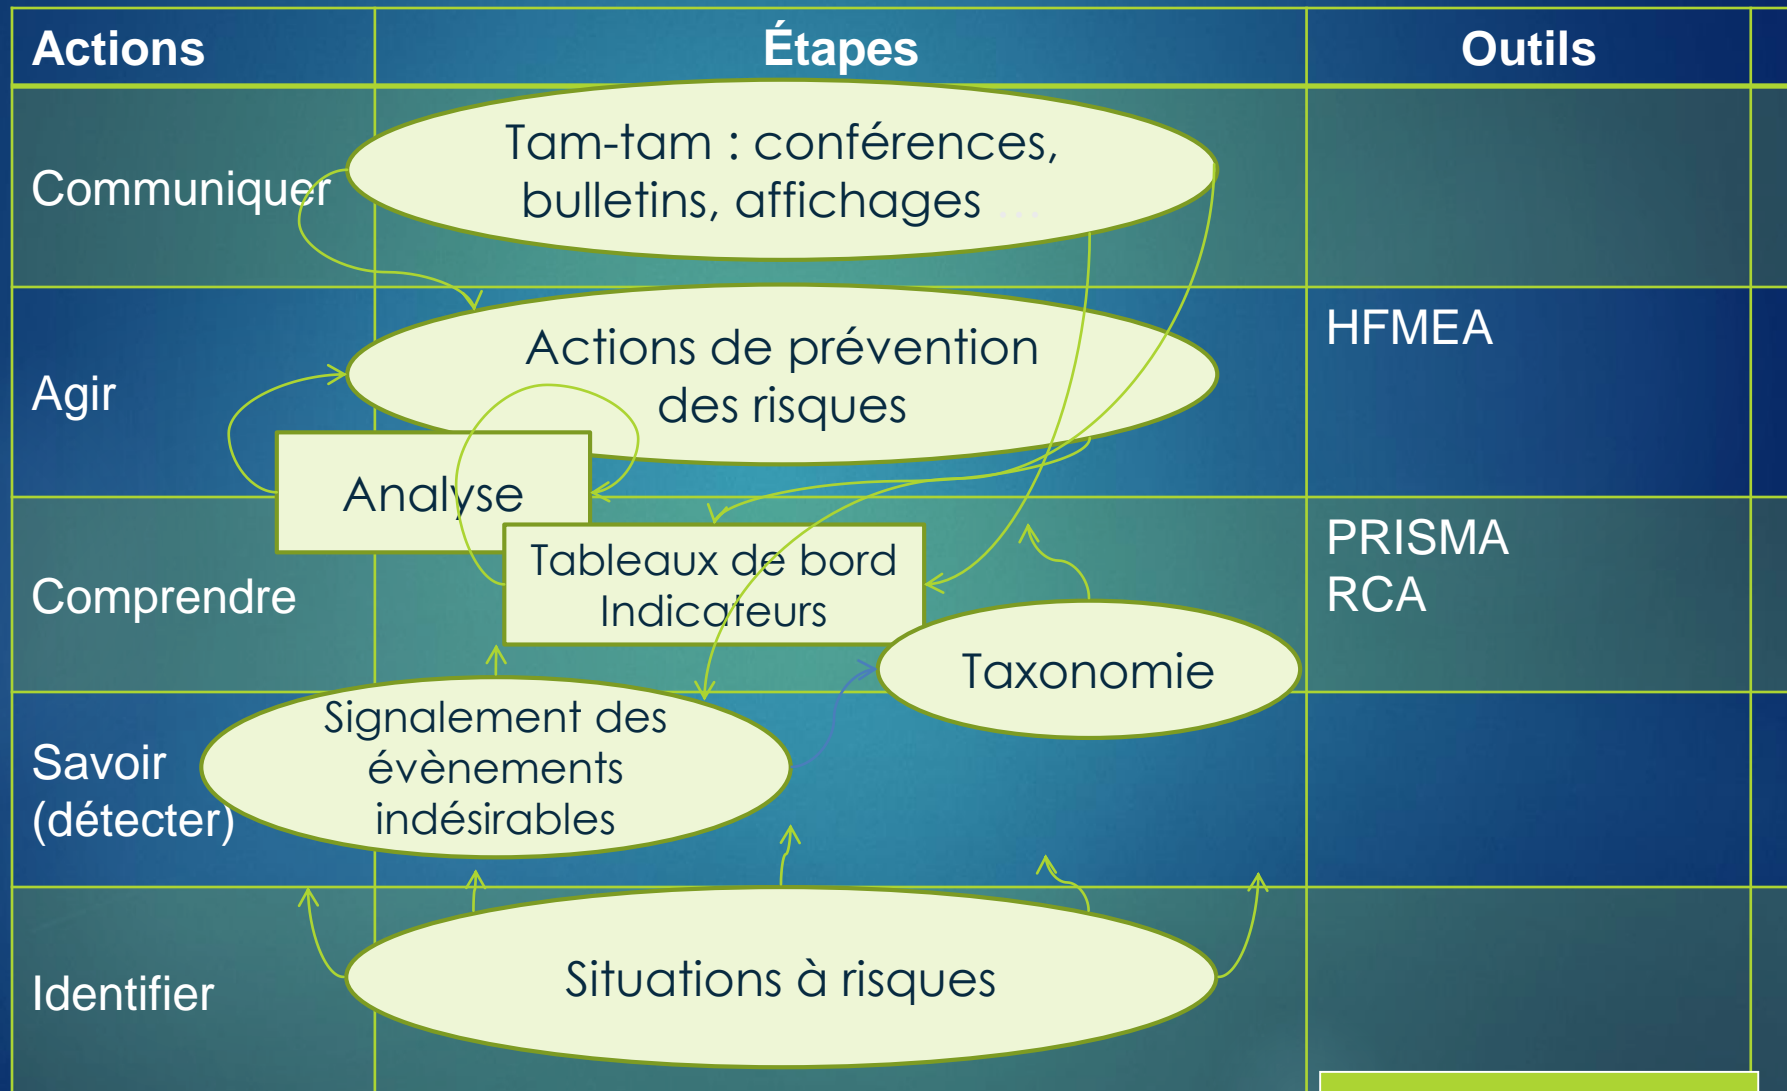 Actions
Étapes
Outils
Communiquer
Tam-tam : conférences,
bulletins, affichages ...
Agir
Actions de prévention
des risques
HFMEA
Analyse
Comprendre
Tableaux de bord
Indicateurs
PRISMA
RCA
Taxonomie
Savoir
(détecter)
Signalement des
évènements
indésirables
Identifier
Situations à risques